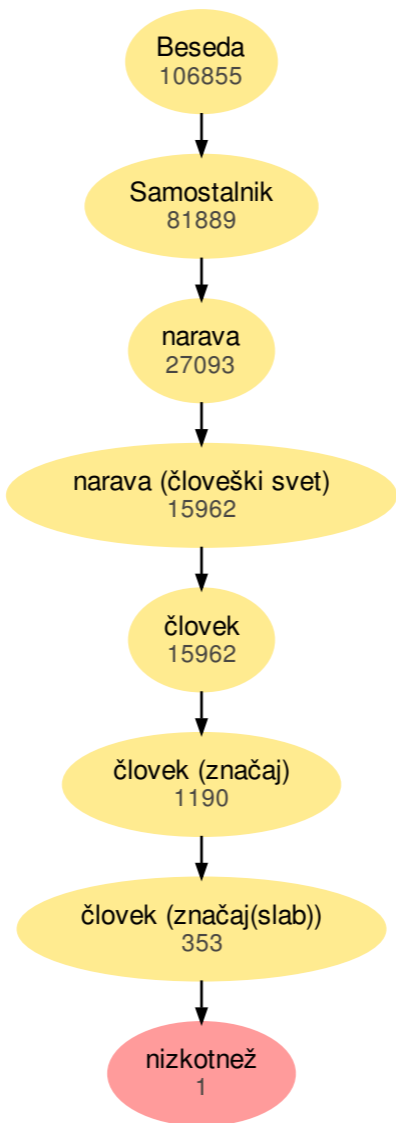 Beseda
106855
Samostalnik
81889
narava
27093
narava (človeški svet)
15962
človek
15962
človek (značaj)
1190
človek (značaj(slab))
353
nizkotnež
1